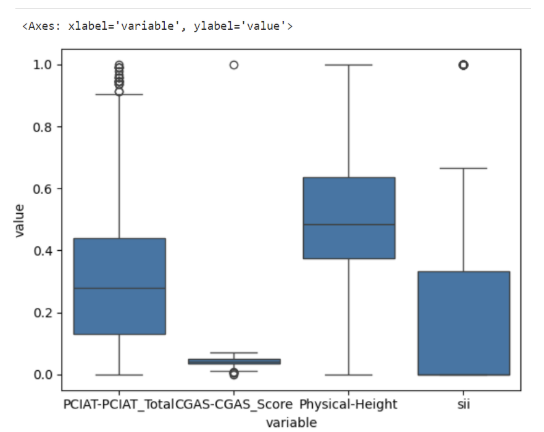 <Axes: xlabel='variable', ylabel='value'>
1.0
0.8
0.6
0.4
0.2
0.0
value
PCIAT-PCIAT_Total CGAS-CGAS_Score Physical-Height sii
variable